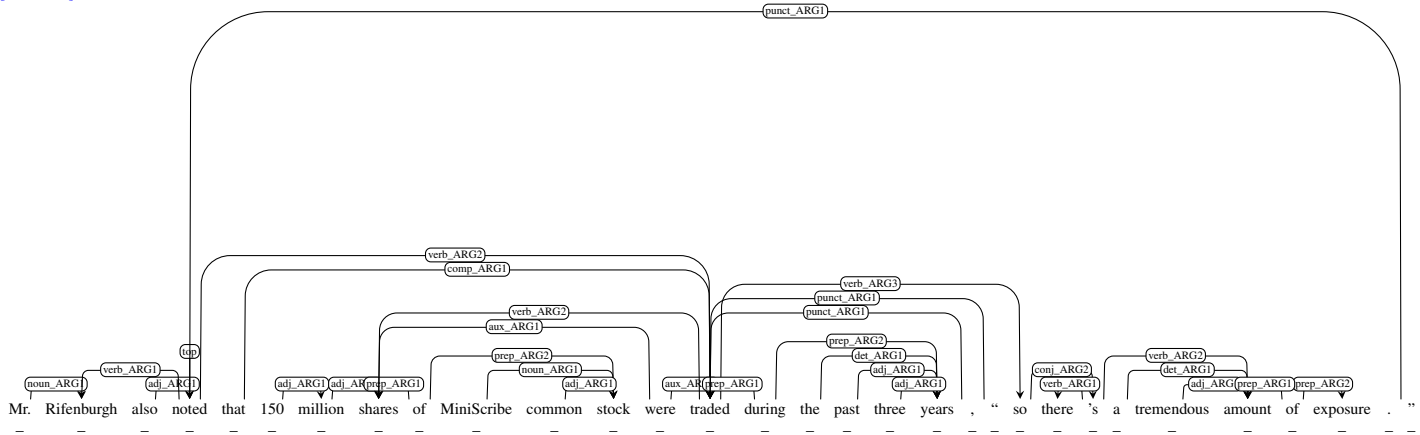 punct_ARG1
verb_ARG2
comp_ARG1
verb_ARG3
punct_ARG1
verb_ARG2 punct_ARG1
aux_ARG1
prep_ARG2
top prep_ARG2 det_ARG1 conj_ARG2 verb_ARG2
verb_ARG1 noun_ARG1 adj_ARG1 det_ARG1
noun_ARG1 adj_ARG1 adj_ARG1 prep_ARG1 adj_ARG1 prep_ARG1 adj_ARG1 verb_ARG1 prep_ARG1 prep_ARG2
Mr. Rifenburgh also noted that 150 million shares of MiniScribe common stock were traded during the past three years , “ so there 's a tremendous amount of exposure . ”